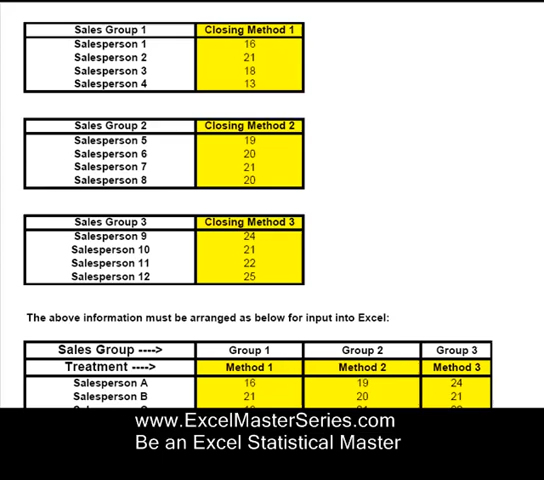 Sales Group 1 Closing Method 1
Salesperson 1 16
Salesperson 2 21
Salesperson 3 18
Salesperson 4 13
Sales Group 2 Closing Method 2
Salesperson 5 19
Salesperson 6 20
Salesperson 7 21
Salesperson 8 20
Sales Group 3 Closing Method 3
Salesperson 9 24
Salesperson 10 21
Salesperson 11 22
Salesperson 12 25
The above information must be arranged as below for input into Excel:
Sales Group ----> Group 1 Group 2 Group 3
Treatment ----> Method 1 Method 2 Method 3
Salesperson A 16 19 24
Salesperson B 21 20 21
www.ExcelMasterSeries.com
Be an Excel Statistical Master